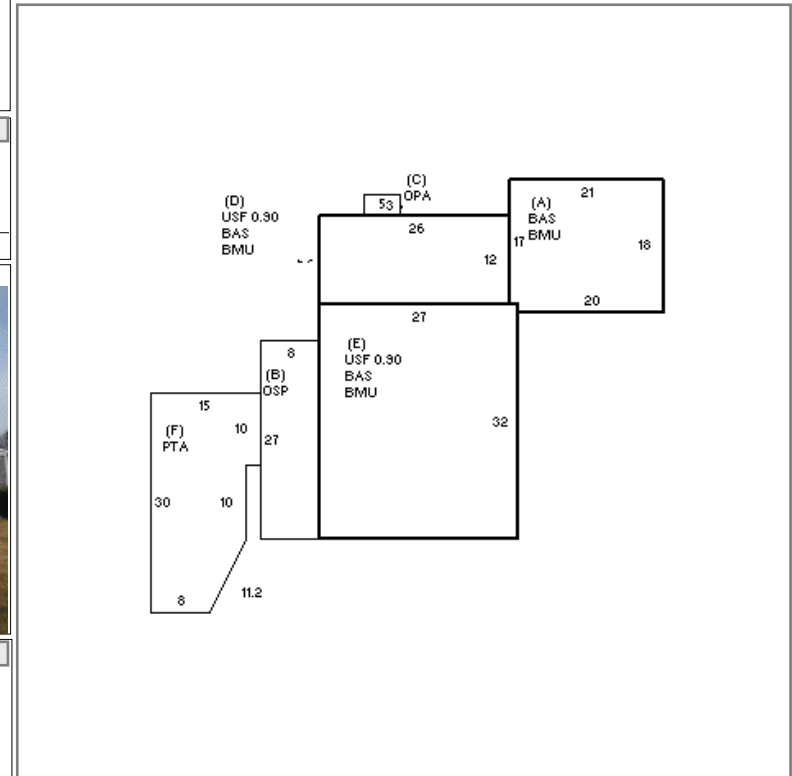 (C)
OPA
53
(D)
USF 0.90
BAS
BMU
21
(A)
BAS
BMU
17
18
20
26
12
27
(E)
USF 0.90
BAS
BMU
32
8
(B)
OSP
27
15
(F)
PTA
10
30
10
8
11.2